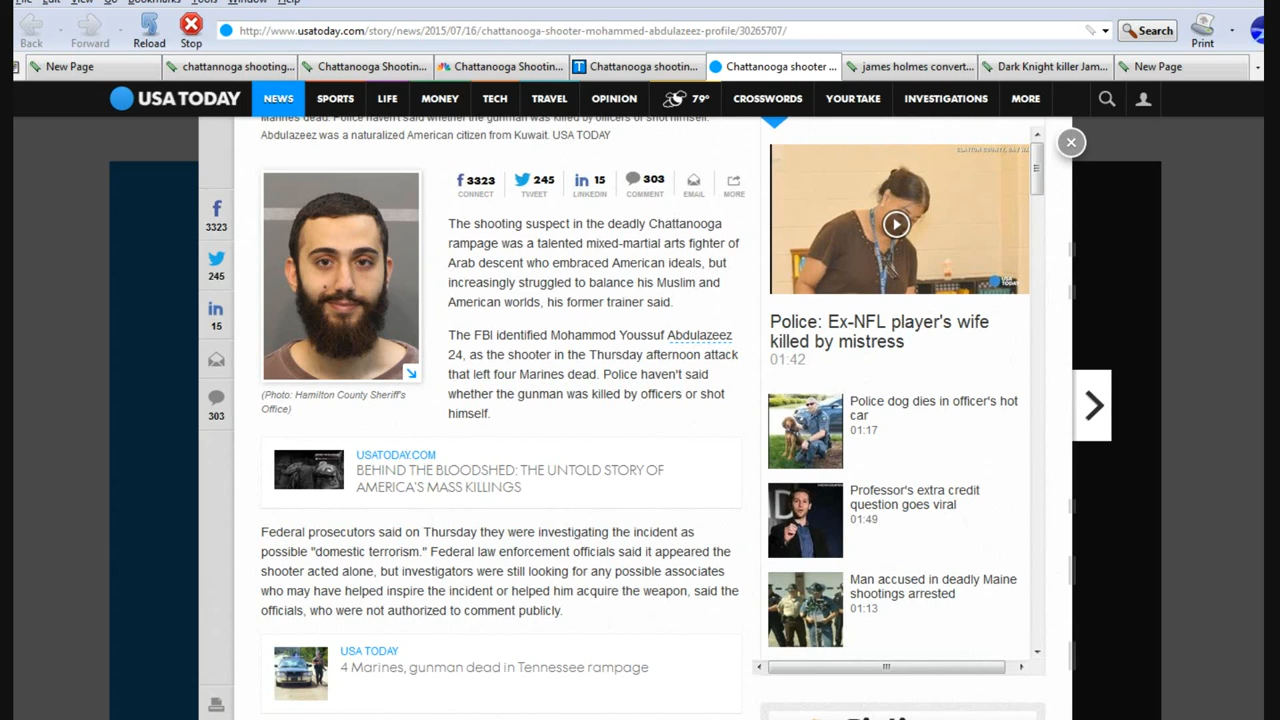 File Edit View Go Bookmarks Tools Window Help
Back
Forward
Reload
Stop
http://www.usatoday.com/story/news/2015/07/16/chattanooga-shooter-mohammed-abdulazeez-profile/30265707/
Search
Print
New Page
chattannoga shooting...
Chattanooga Shootin...
Chattanooga Shootin...
Chattanooga shootin...
Chattanooga shooter ...
james holmes convert...
Dark Knight killer Jam...
New Page
USA TODAY
NEWS
SPORTS
LIFE
MONEY
TECH
TRAVEL
OPINION
79°
CROSSWORDS
YOUR TAKE
INVESTIGATIONS
MORE
Marines dead. Police haven't said whether the gunman was killed by officers or shot himself.
Abdulazeez was a naturalized American citizen from Kuwait. USA TODAY
3323
CONNECT
245
TWEET
15
LINKEDIN
303
COMMENT
EMAIL
MORE
3323
245
15
303
The shooting suspect in the deadly Chattanooga
rampage was a talented mixed-martial arts fighter of
Arab descent who embraced American ideals, but
increasingly struggled to balance his Muslim and
American worlds, his former trainer said.
The FBI identified Mohammod Youssuf Abdulazeez
24, as the shooter in the Thursday afternoon attack
that left four Marines dead. Police haven't said
whether the gunman was killed by officers or shot
himself.
(Photo: Hamilton County Sheriff's
Office)
USATODAY.COM
BEHIND THE BLOODSHED: THE UNTOLD STORY OF
AMERICA'S MASS KILLINGS
Federal prosecutors said on Thursday they were investigating the incident as
possible "domestic terrorism." Federal law enforcement officials said it appeared the
shooter acted alone, but investigators were still looking for any possible associates
who may have helped inspire the incident or helped him acquire the weapon, said the
officials, who were not authorized to comment publicly.
USA TODAY
4 Marines, gunman dead in Tennessee rampage
USA TODAY
Police: Ex-NFL player's wife
killed by mistress
01:42
Police dog dies in officer's hot
car
01:17
Professor's extra credit
question goes viral
01:49
Man accused in deadly Maine
shootings arrested
01:13